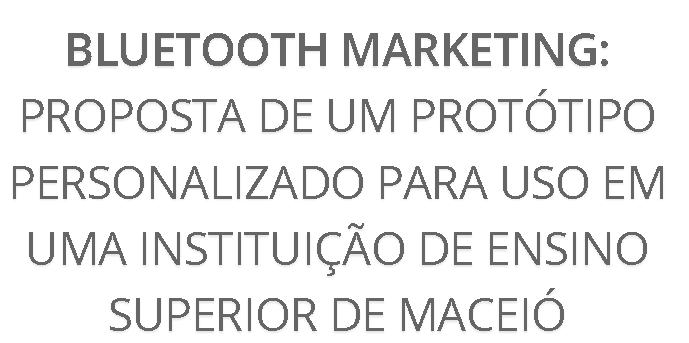 BLUETOOTH MARKETING:
PROPOSTA DE UM PROTÓTIPO
PERSONALIZADO PARA USO EM
UMA INSTITUIÇÃO DE ENSINO
SUPERIOR DE MACEIÓ